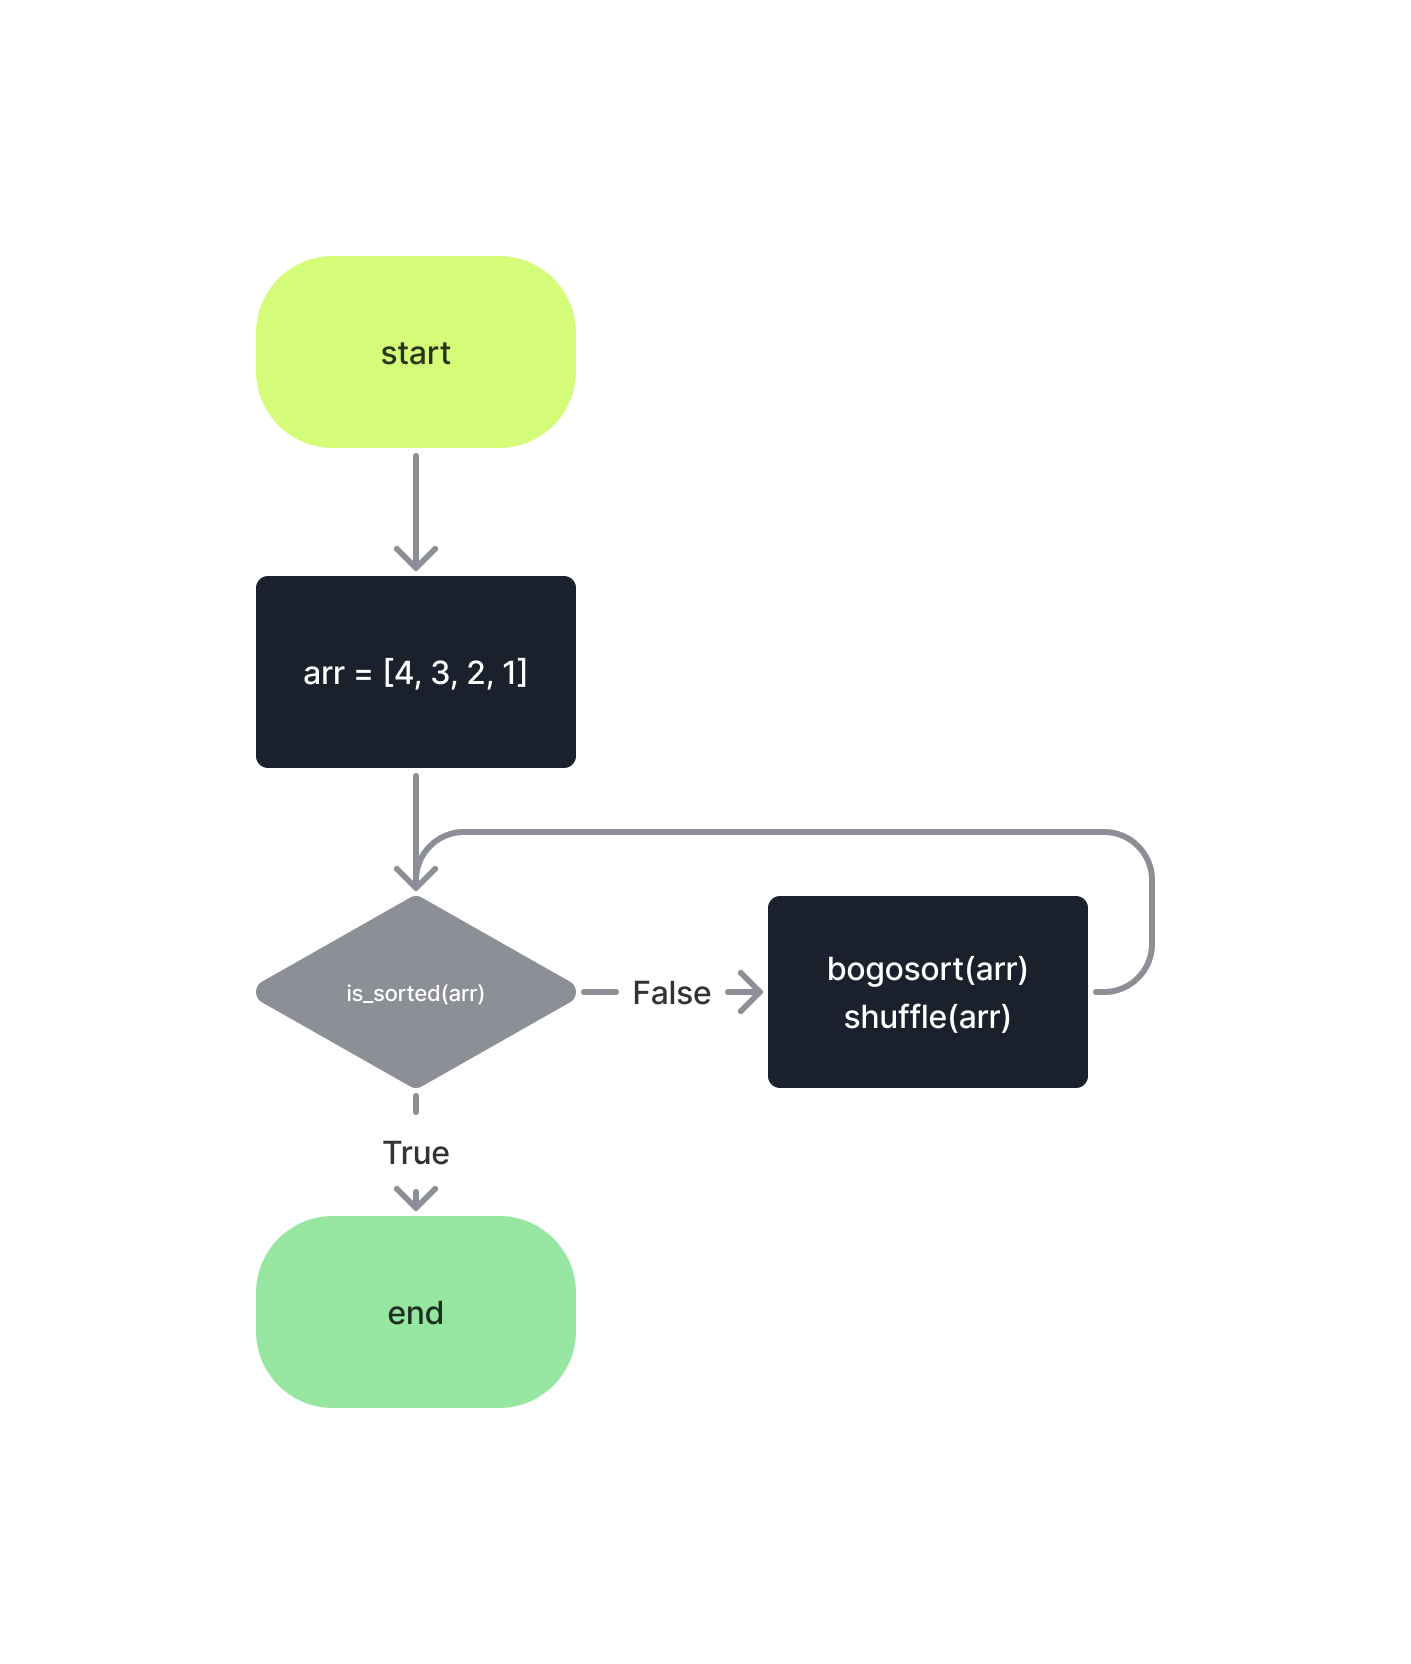 start
arr = [4, 3, 2, 1]
is_sorted(arr)
False
bogosort(arr)
shuffle(arr)
True
end